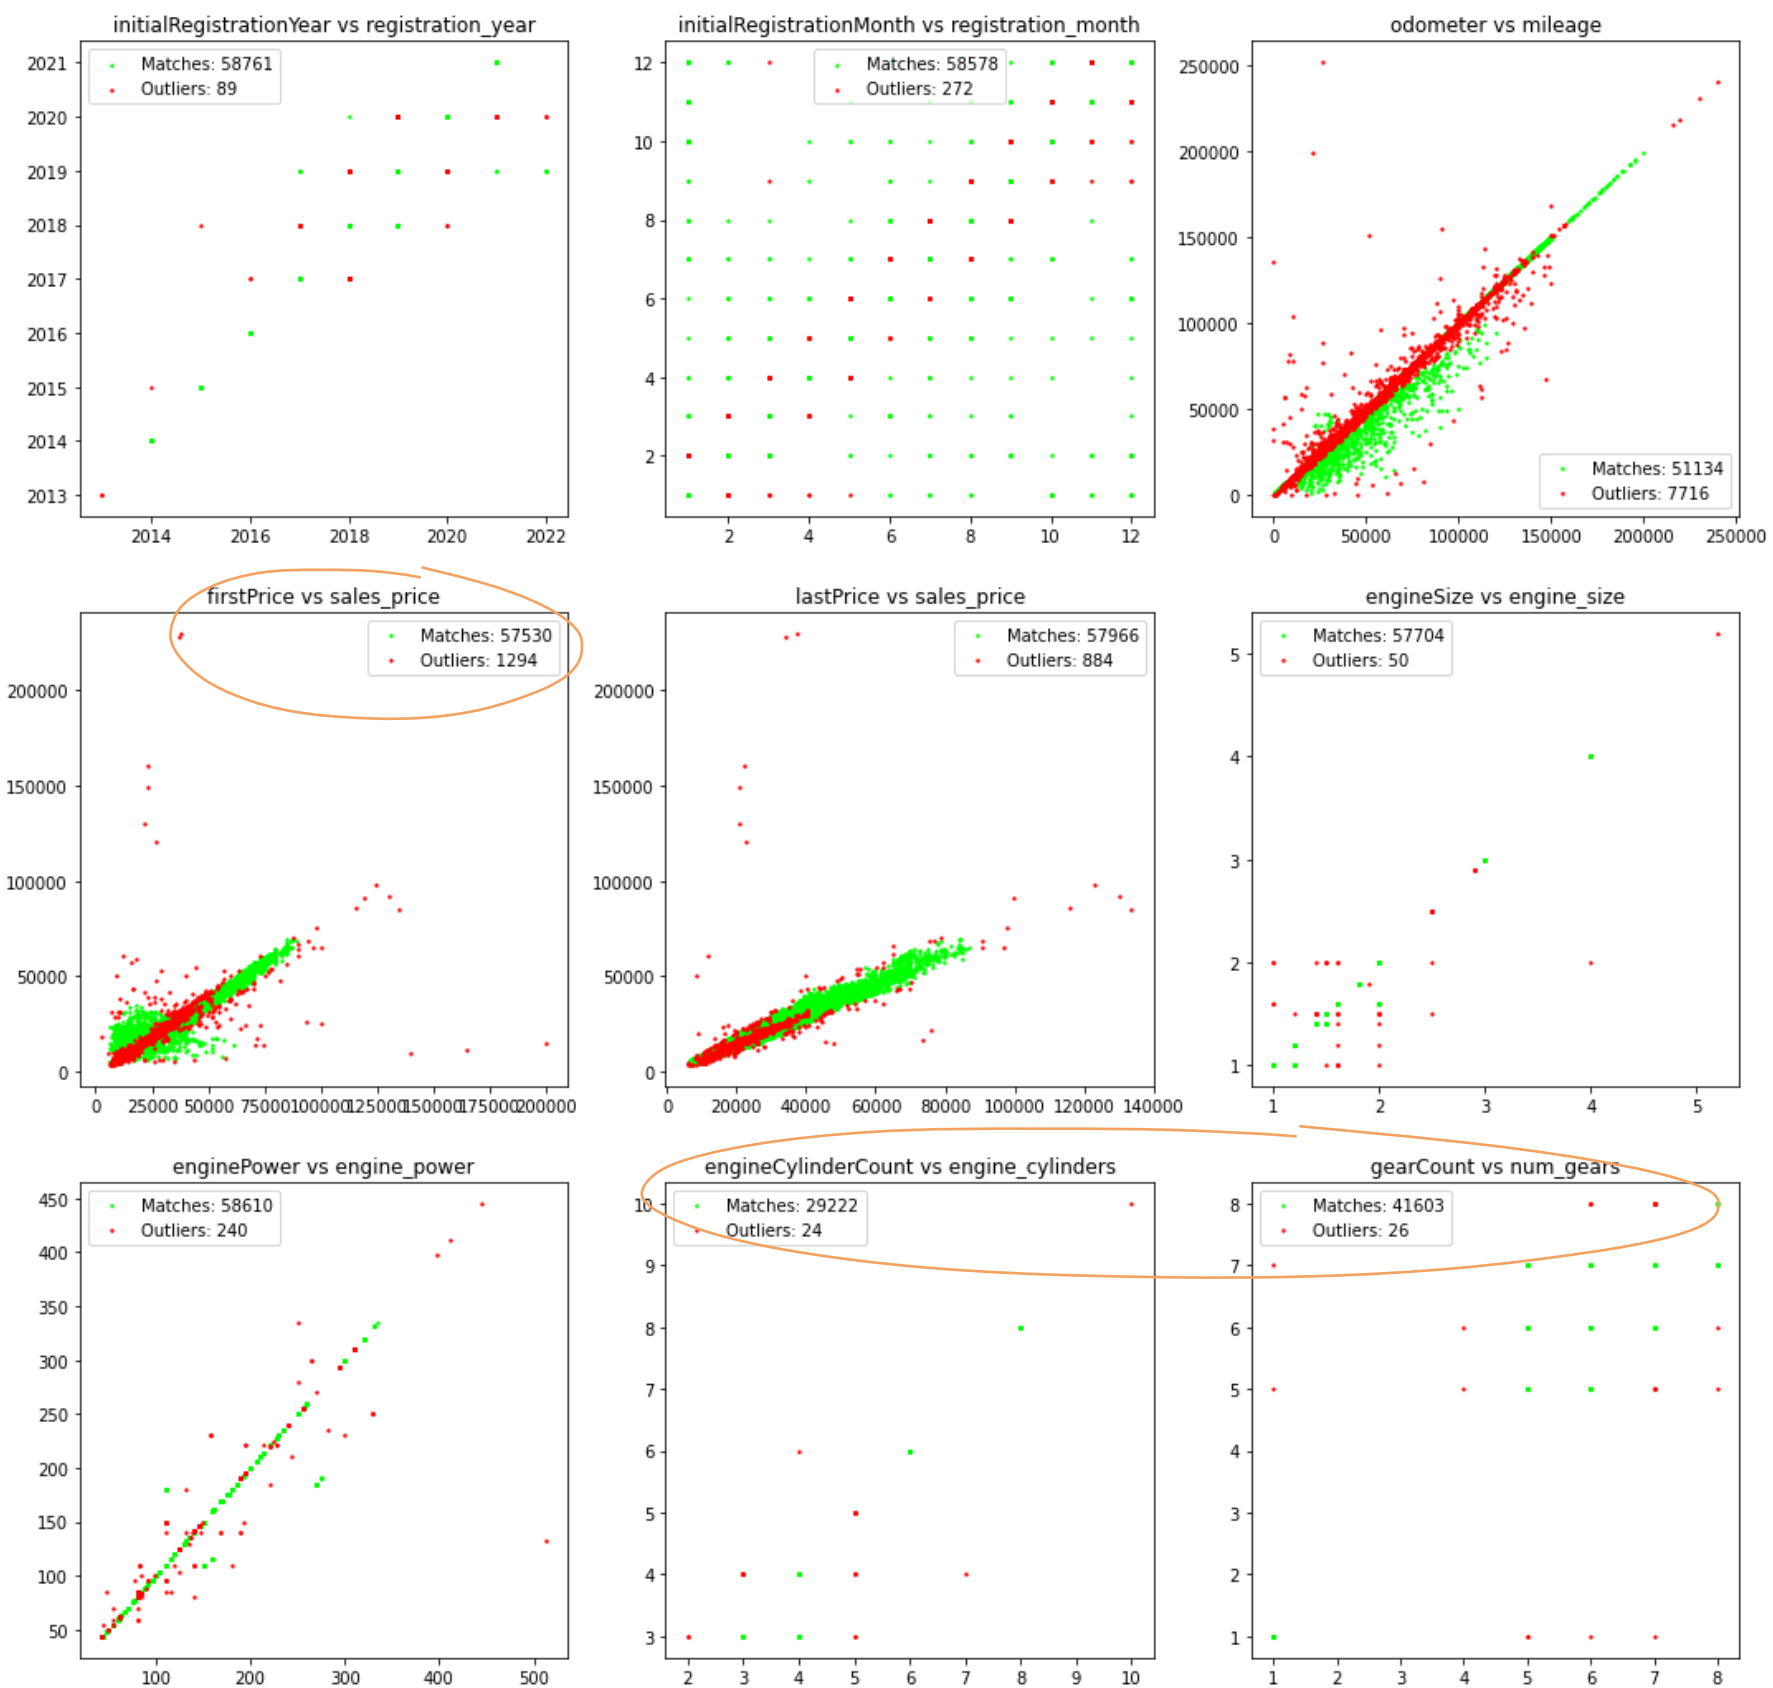 initialRegistrationYear vs registration_year
Matches: 58761
Outliers: 89
2021
2020
2019
2018
2017
2016
2015
2014
2013
2014 2016 2018 2020 2022
initialRegistrationMonth vs registration_month
Matches: 58578
Outliers: 272
12
10
8
6
4
2
2 4 6 8 10 12
odometer vs mileage
250000
200000
150000
100000
50000
0
Matches: 51134
Outliers: 7716
0 50000 100000 150000 200000 250000
firstPrice vs sales_price
Matches: 57530
Outliers: 1294
200000
150000
100000
50000
0
0 25000 50000 75000 100000 125000 150000 175000 200000
lastPrice vs sales_price
Matches: 57966
Outliers: 884
200000
150000
100000
50000
0
0 20000 40000 60000 80000 100000 120000 140000
engineSize vs engine_size
Matches: 57704
Outliers: 50
5
4
3
2
1
1 2 3 4 5
enginePower vs engine_power
Matches: 58610
Outliers: 240
450
400
350
300
250
200
150
100
50
100 200 300 400 500
engineCylinderCount vs engine_cylinders
Matches: 29222
Outliers: 24
10
9
8
7
6
5
4
3
2 3 4 5 6 7 8 9 10
gearCount vs num_gears
Matches: 41603
Outliers: 26
8
7
6
5
4
3
2
1
1 2 3 4 5 6 7 8